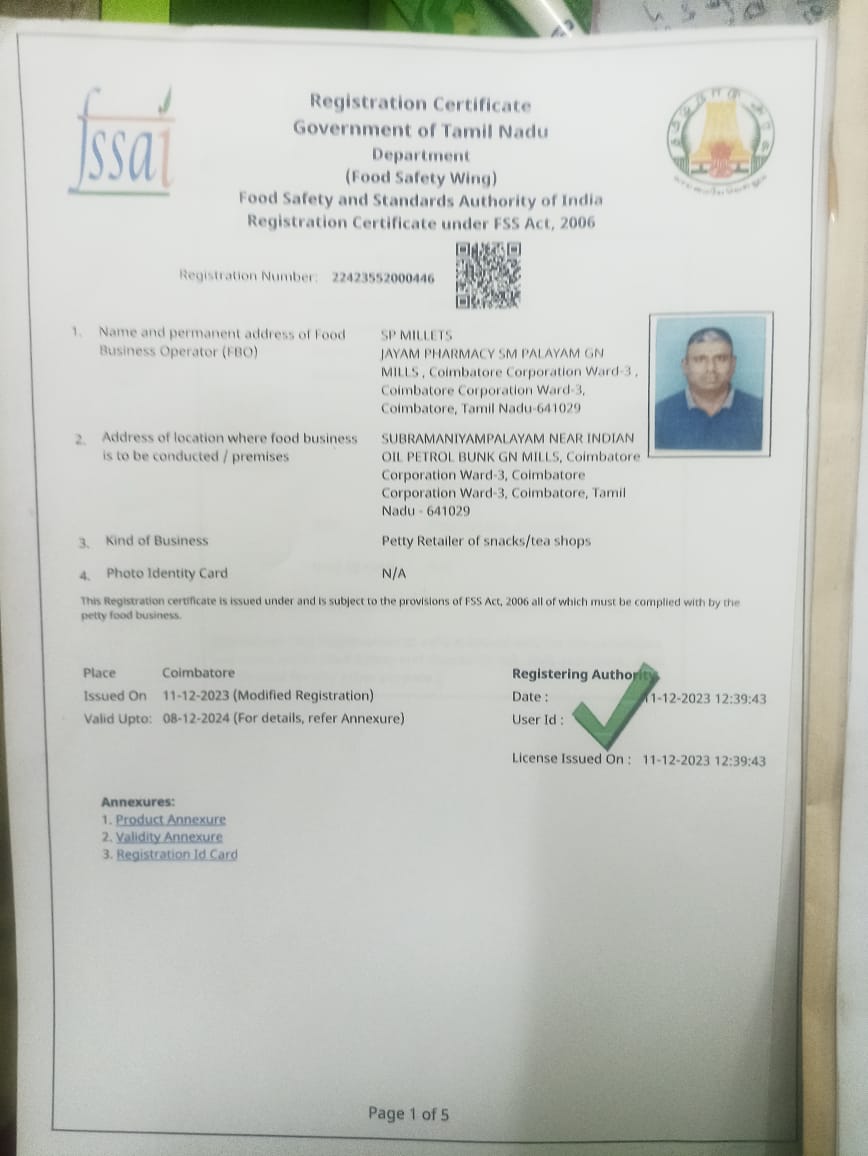 fssai
Registration Certificate
Government of Tamil Nadu
Department
(Food Safety Wing)
Food Safety and Standards Authority of India
Registration Certificate under FSS Act, 2006
Registration Number: 22423552000446
1. Name and permanent address of Food
Business Operator (FBO)
SP MILLETS
JAYAM PHARMACY SM PALAYAM GN
MILLS , Coimbatore Corporation Ward-3 ,
Coimbatore Corporation Ward-3,
Coimbatore, Tamil Nadu-641029
2. Address of location where food business
is to be conducted / premises
SUBRAMANIYAMPALAYAM NEAR INDIAN
OIL PETROL BUNK GN MILLS, Coimbatore
Corporation Ward-3, Coimbatore
Corporation Ward-3, Coimbatore, Tamil
Nadu - 641029
3. Kind of Business Petty Retailer of snacks/tea shops
4. Photo Identity Card N/A
This Registration certificate is issued under and is subject to the provisions of FSS Act, 2006 all of which must be complied with by the
petty food business.
Place Coimbatore
Issued On 11-12-2023 (Modified Registration)
Valid Upto: 08-12-2024 (For details, refer Annexure)
Registering Authority
Date : 11-12-2023 12:39:43
User Id :
License Issued On : 11-12-2023 12:39:43
Annexures:
1. Product Annexure
2. Validity Annexure
3. Registration Id Card
Page 1 of 5